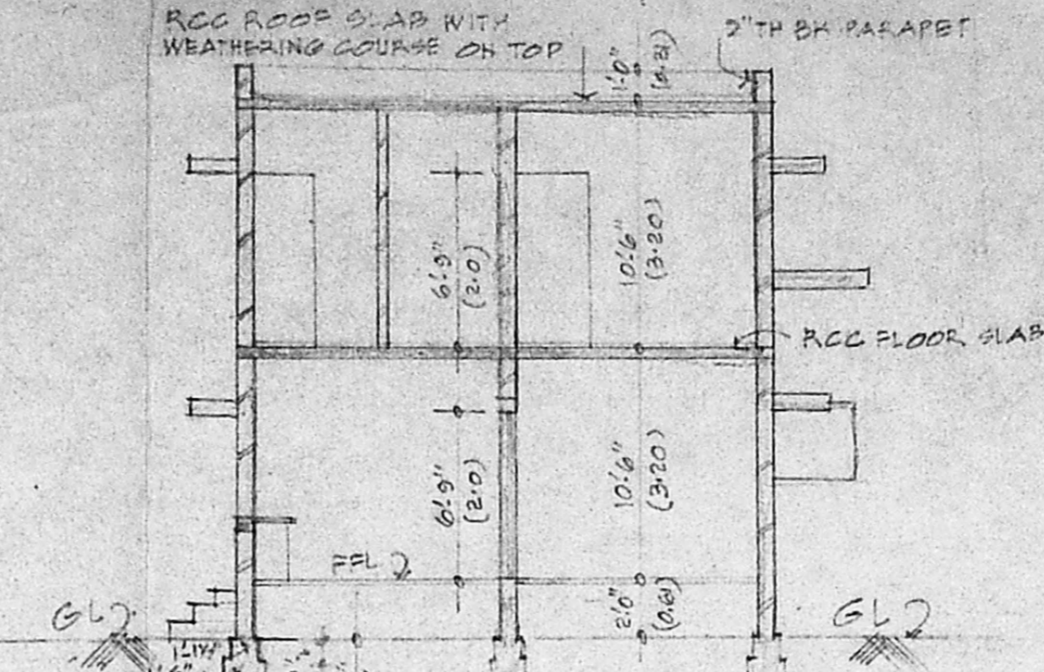 RCC ROOF SLAB WITH
WEATHERING COURSE ON TOP
9"TH BK PARAPET
1'-0"
6'-9"
(2.0)
10'-6"
(3.20)
RCC FLOOR SLAB
6'-9"
(2.0)
10'-6"
(3.20)
FFL
2'-0"
(0.61)
GL
GL